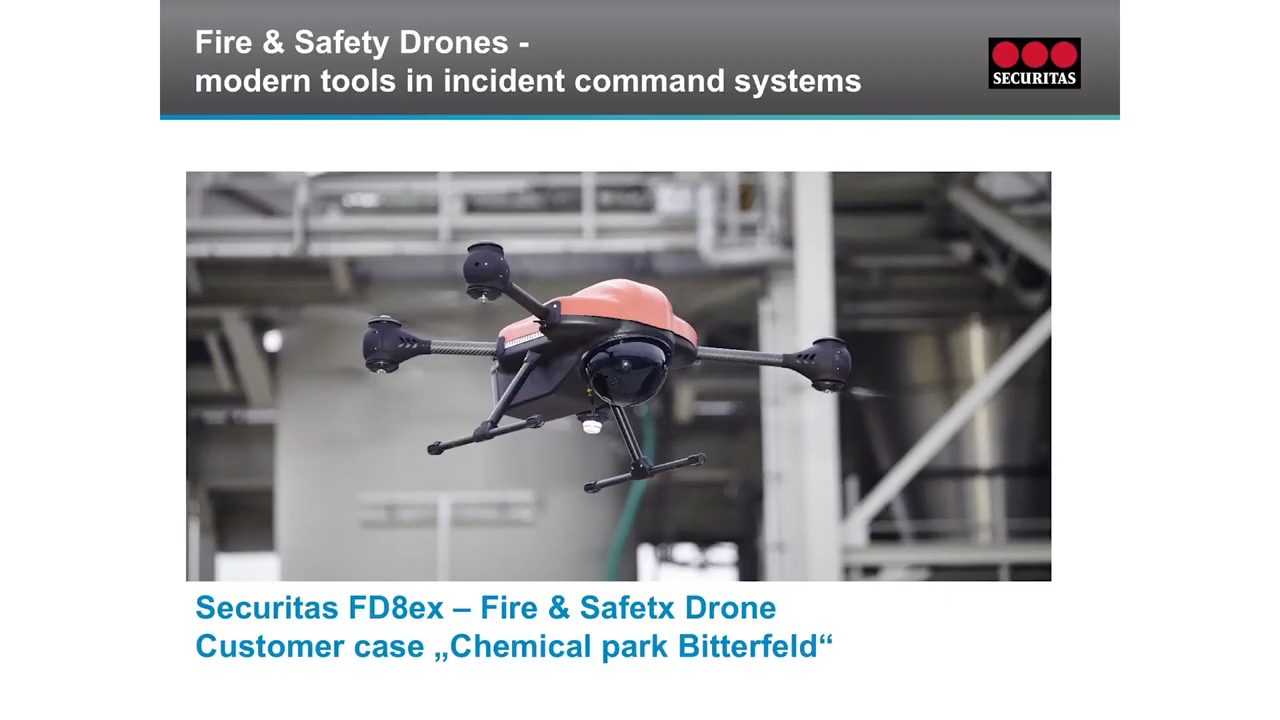 Fire & Safety Drones -
modern tools in incident command systems
SECURITAS
Securitas FD8ex – Fire & Safetx Drone
Customer case „Chemical park Bitterfeld“